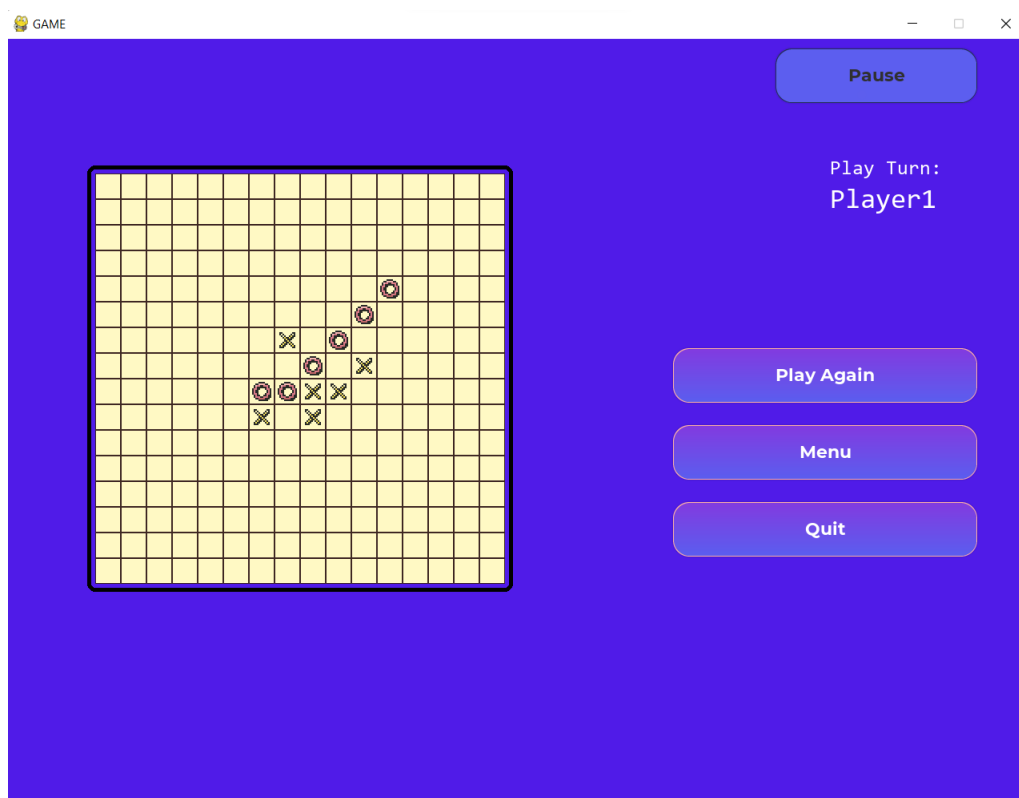 GAME
Pause
Play Turn:
Player1
Play Again
Menu
Quit